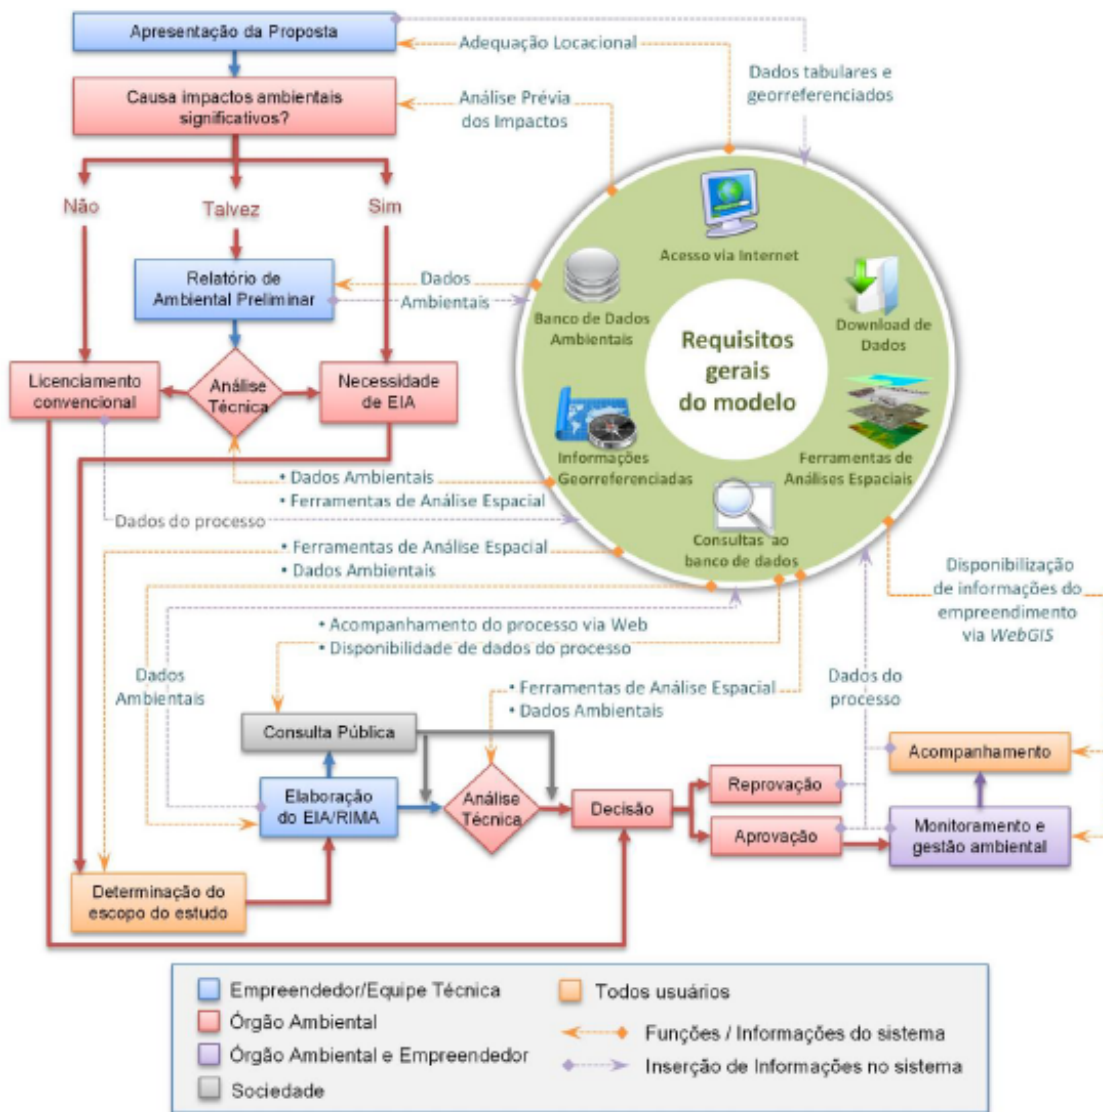 Apresentação da Proposta
Adequação Locacional
Dados tabulares e
georreferenciados
Causa impactos ambientais
significativos?
Análise Prévia
dos Impactos
Não
Talvez
Sim
Relatório de
Ambiental Preliminar
Dados
Ambientais
Licenciamento
convencional
Análise
Técnica
Necessidade
de EIA
Acesso via Internet
Banco de Dados
Ambientais
Download de
Dados
Requisitos
gerais
do modelo
Informações
Georreferenciadas
Ferramentas de
Análises Espaciais
Consultas ao
banco de dados
• Dados Ambientais
• Ferramentas de Análise Espacial
Dados do processo
• Ferramentas de Análise Espacial
• Dados Ambientais
Disponibilização
de informações do
empreendimento
via WebGIS
• Acompanhamento do processo via Web
• Disponibilidade de dados do processo
Dados
Ambientais
• Ferramentas de Análise Espacial
• Dados Ambientais
Dados do
processo
Consulta Pública
Acompanhamento
Elaboração
do EIA/RIMA
Análise
Técnica
Decisão
Reprovação
Aprovação
Monitoramento e
gestão ambiental
Determinação do
escopo do estudo
Empreendedor/Equipe Técnica
Órgão Ambiental
Órgão Ambiental e Empreendedor
Sociedade
Todos usuários
Funções / Informações do sistema
Inserção de Informações no sistema